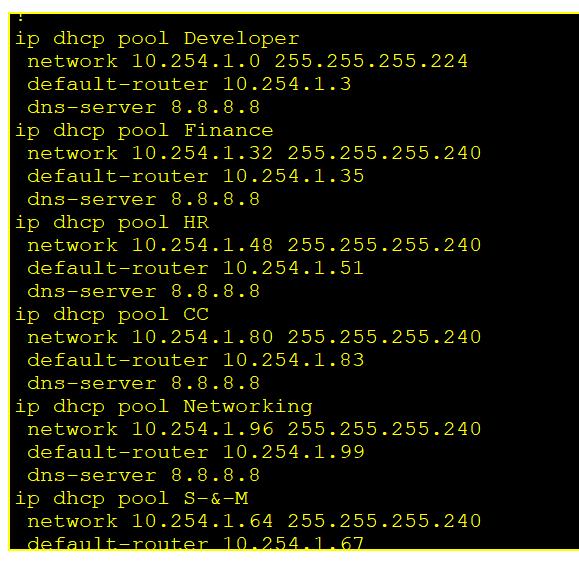 !
ip dhcp pool Developer
network 10.254.1.0 255.255.255.224
default-router 10.254.1.3
dns-server 8.8.8.8
ip dhcp pool Finance
network 10.254.1.32 255.255.255.240
default-router 10.254.1.35
dns-server 8.8.8.8
ip dhcp pool HR
network 10.254.1.48 255.255.255.240
default-router 10.254.1.51
dns-server 8.8.8.8
ip dhcp pool CC
network 10.254.1.80 255.255.255.240
default-router 10.254.1.83
dns-server 8.8.8.8
ip dhcp pool Networking
network 10.254.1.96 255.255.255.240
default-router 10.254.1.99
dns-server 8.8.8.8
ip dhcp pool S-&-M
network 10.254.1.64 255.255.255.240
default-router 10.254.1.67